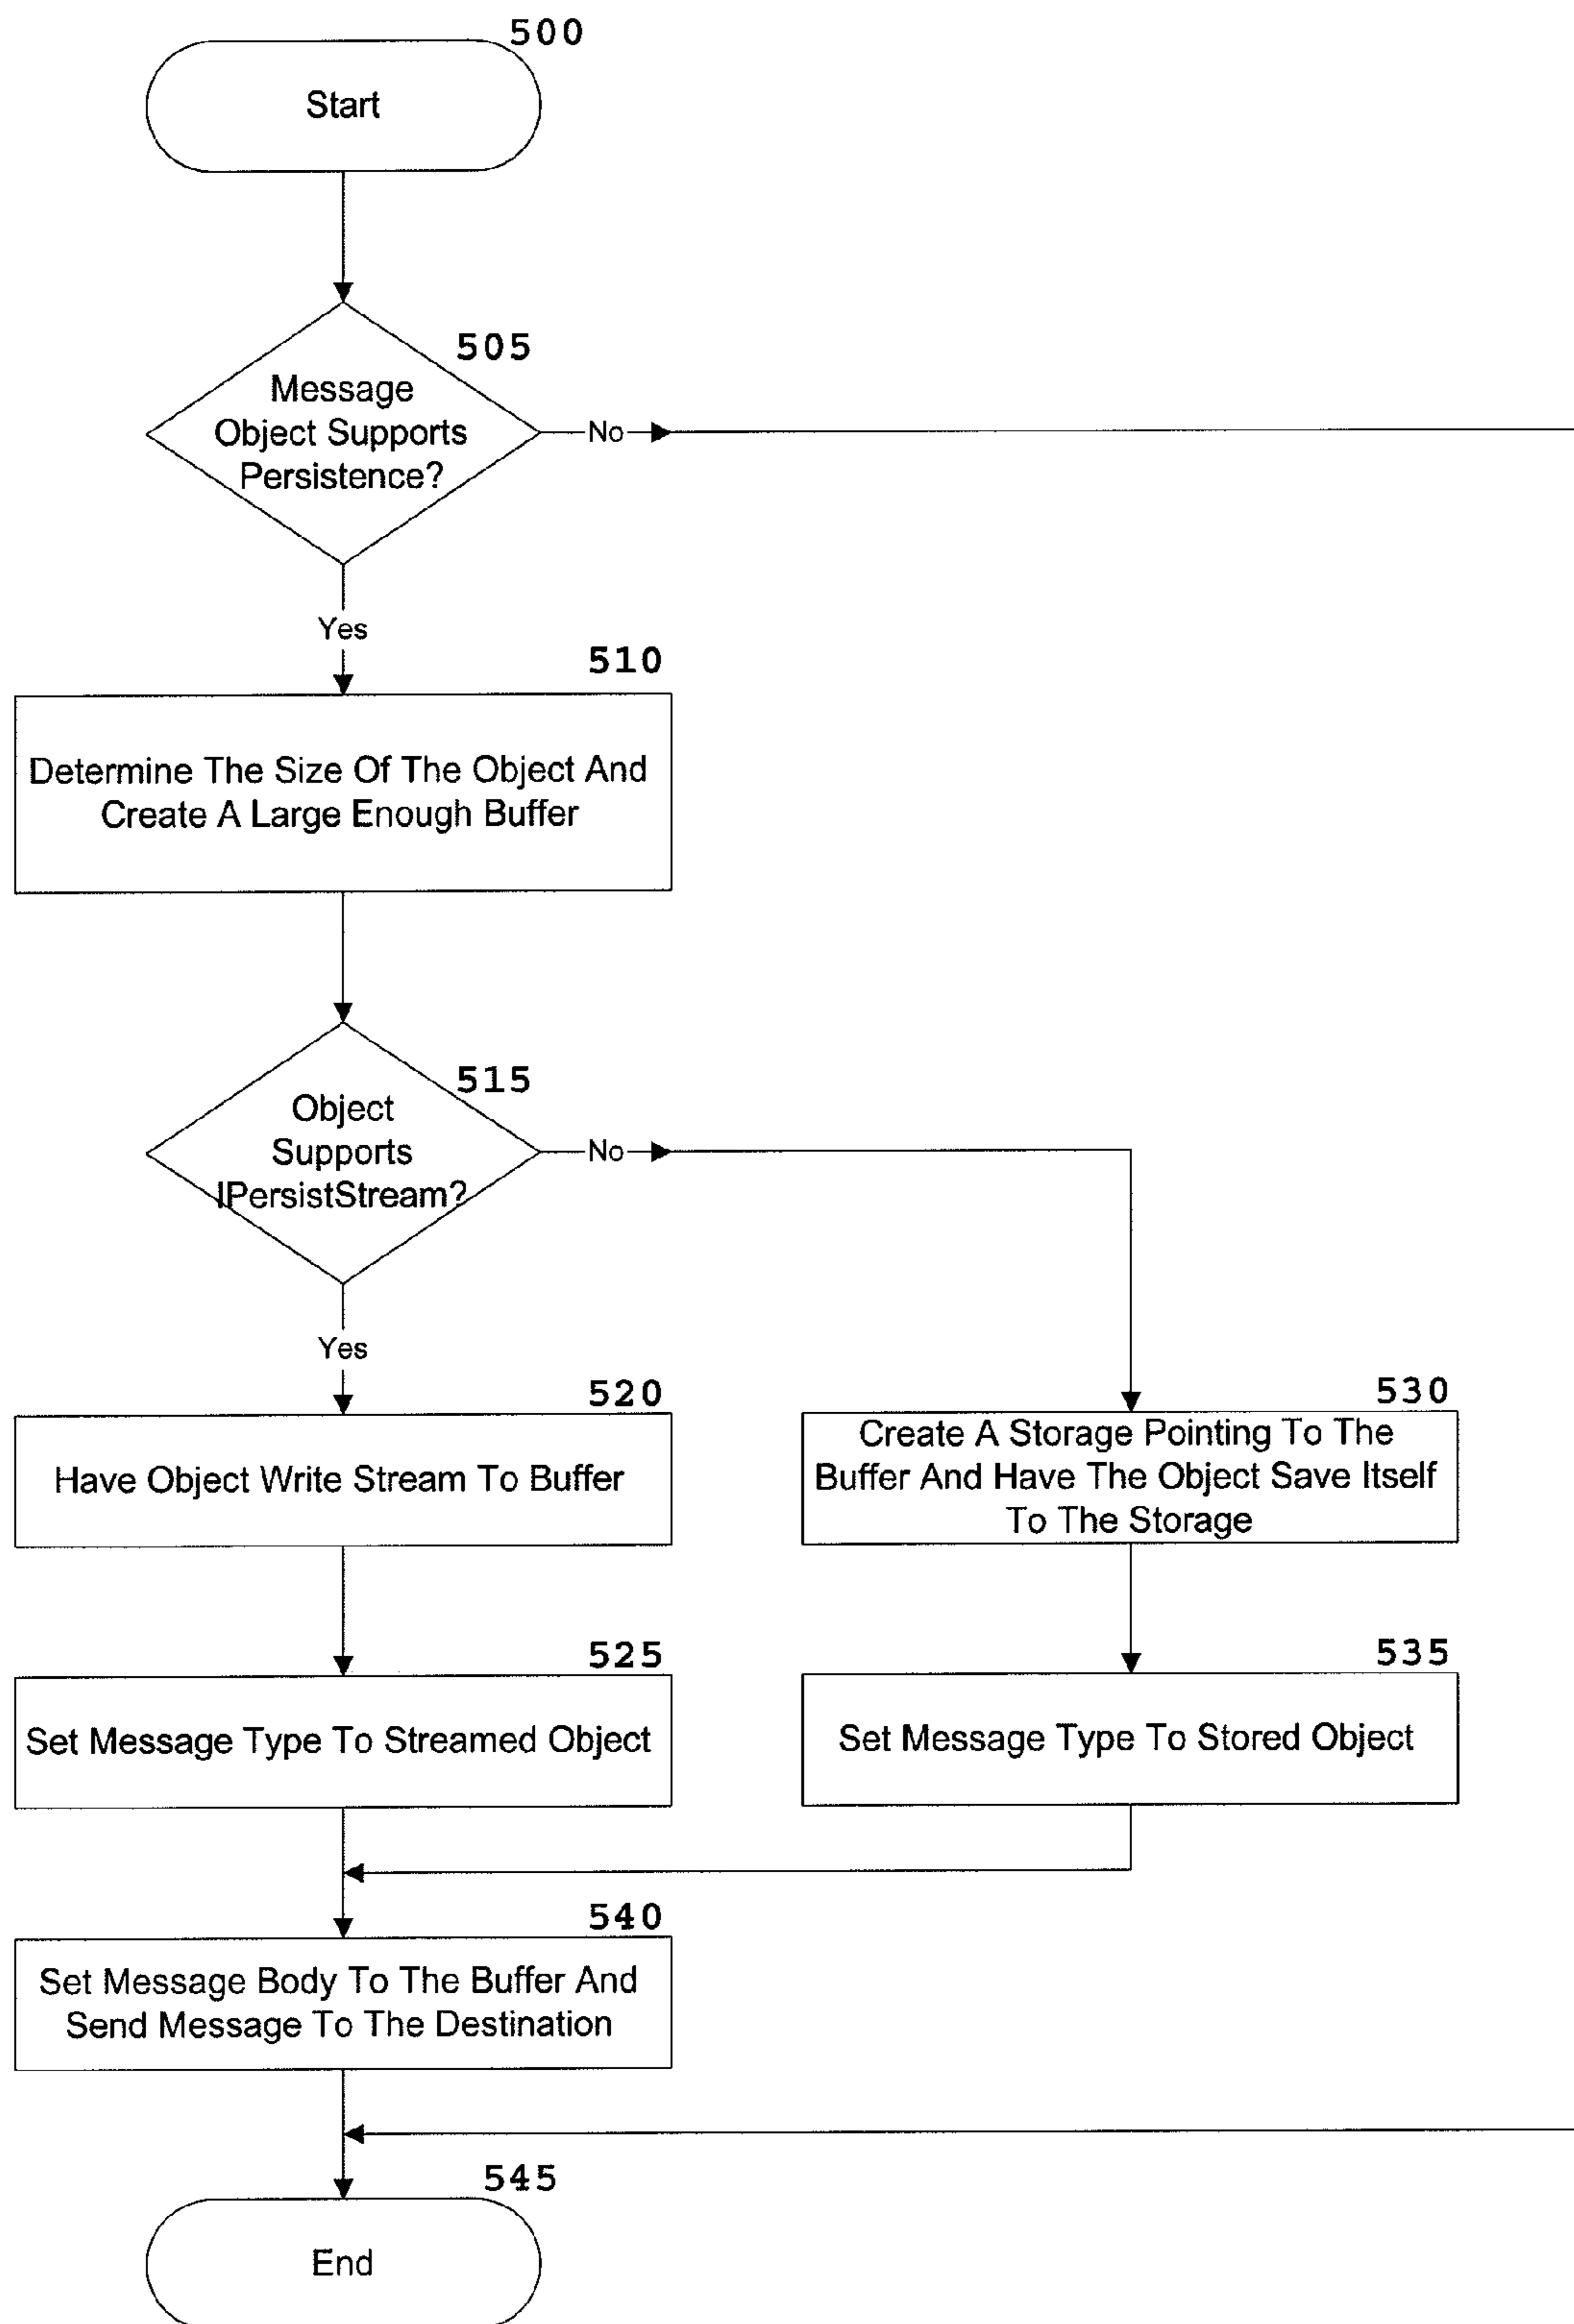 500
Start
505
Message
Object Supports
Persistence?
No
Yes
510
Determine The Size Of The Object And
Create A Large Enough Buffer
515
Object
Supports
IPersistStream?
No
Yes
520
Have Object Write Stream To Buffer
530
Create A Storage Pointing To The
Buffer And Have The Object Save Itself
To The Storage
525
Set Message Type To Streamed Object
535
Set Message Type To Stored Object
540
Set Message Body To The Buffer And
Send Message To The Destination
545
End